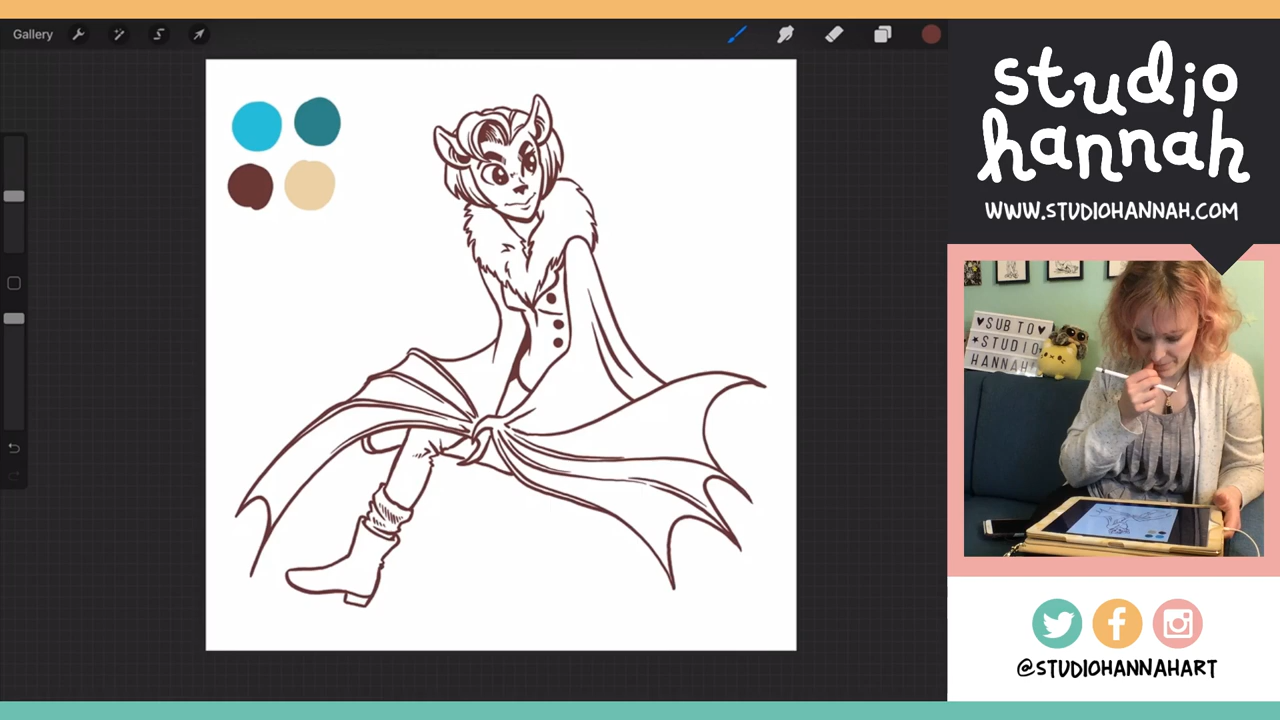 Gallery
studio
hannah
WWW.STUDIOHANNAH.COM
♥SUB TO♥
★STUDIO
HANNAH!
@STUDIOHANNAHART